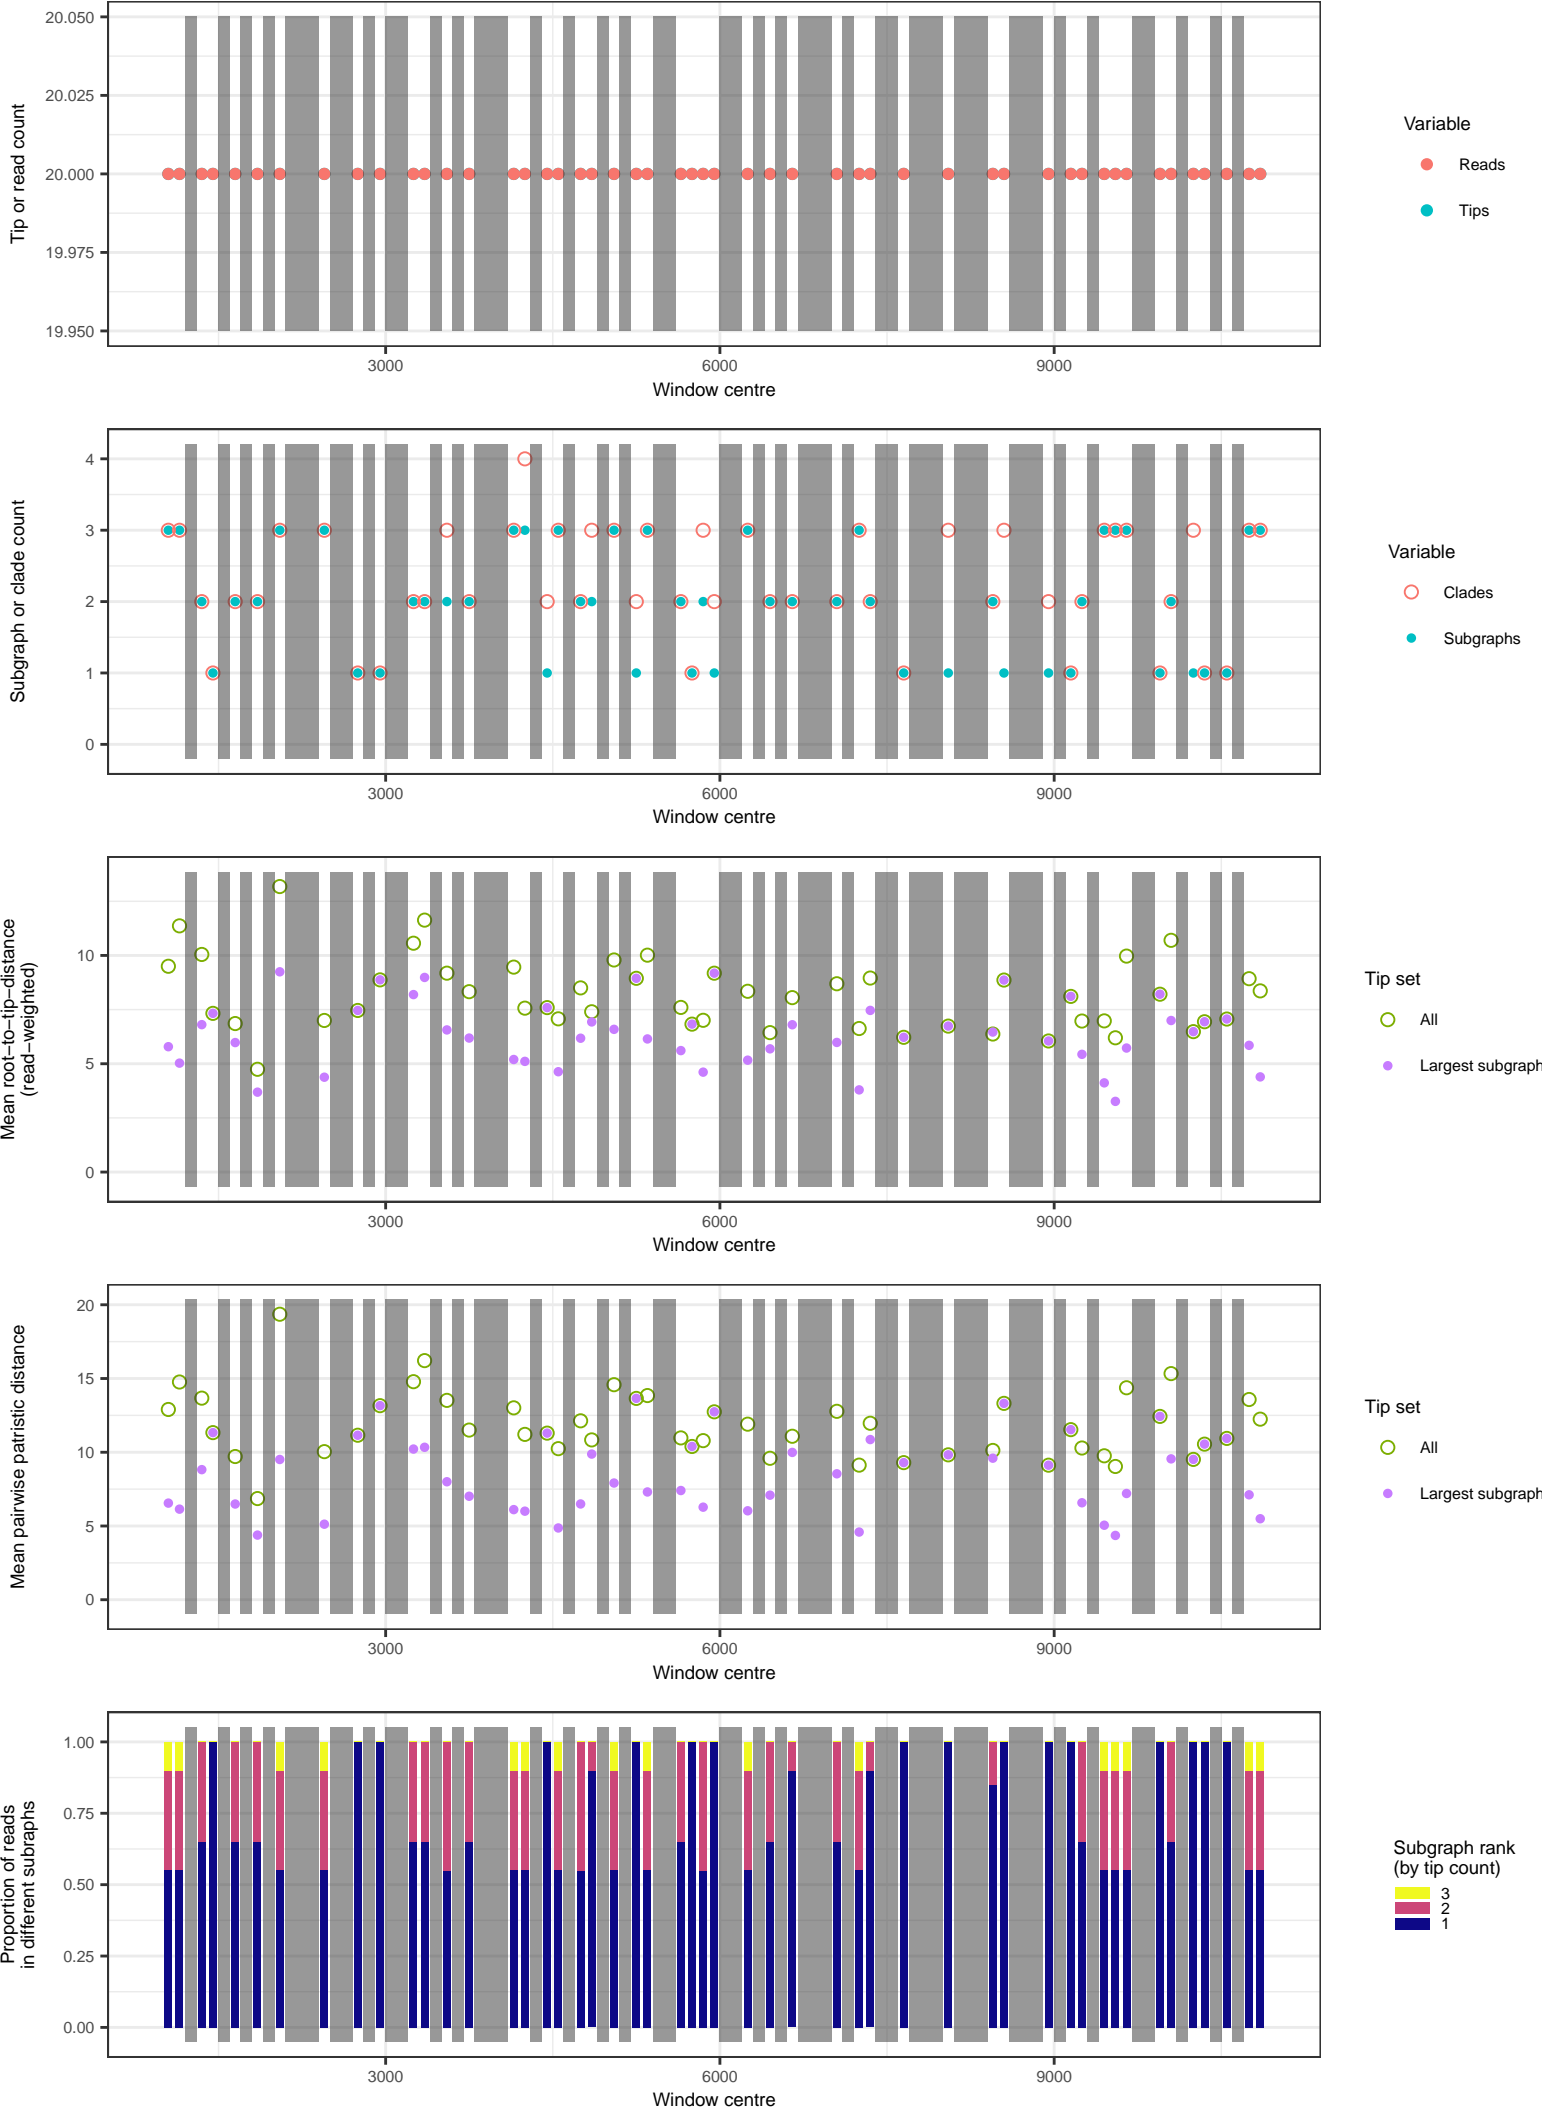 20.050
20.025
20.000
19.975
19.950
Tip or read count
3000
6000
9000
Window centre
Variable
Reads
Tips
4
3
2
1
0
Subgraph or clade count
3000
6000
9000
Window centre
Variable
Clades
Subgraphs
10
5
0
Mean root−to−tip−distance
(read−weighted)
3000
6000
9000
Window centre
Tip set
All
Largest subgraph
20
15
10
5
0
Mean pairwise patristic distance
3000
6000
9000
Window centre
Tip set
All
Largest subgraph
1.00
0.75
0.50
0.25
0.00
Proportion of reads
in different subraphs
3000
6000
9000
Window centre
Subgraph rank
(by tip count)
3
2
1